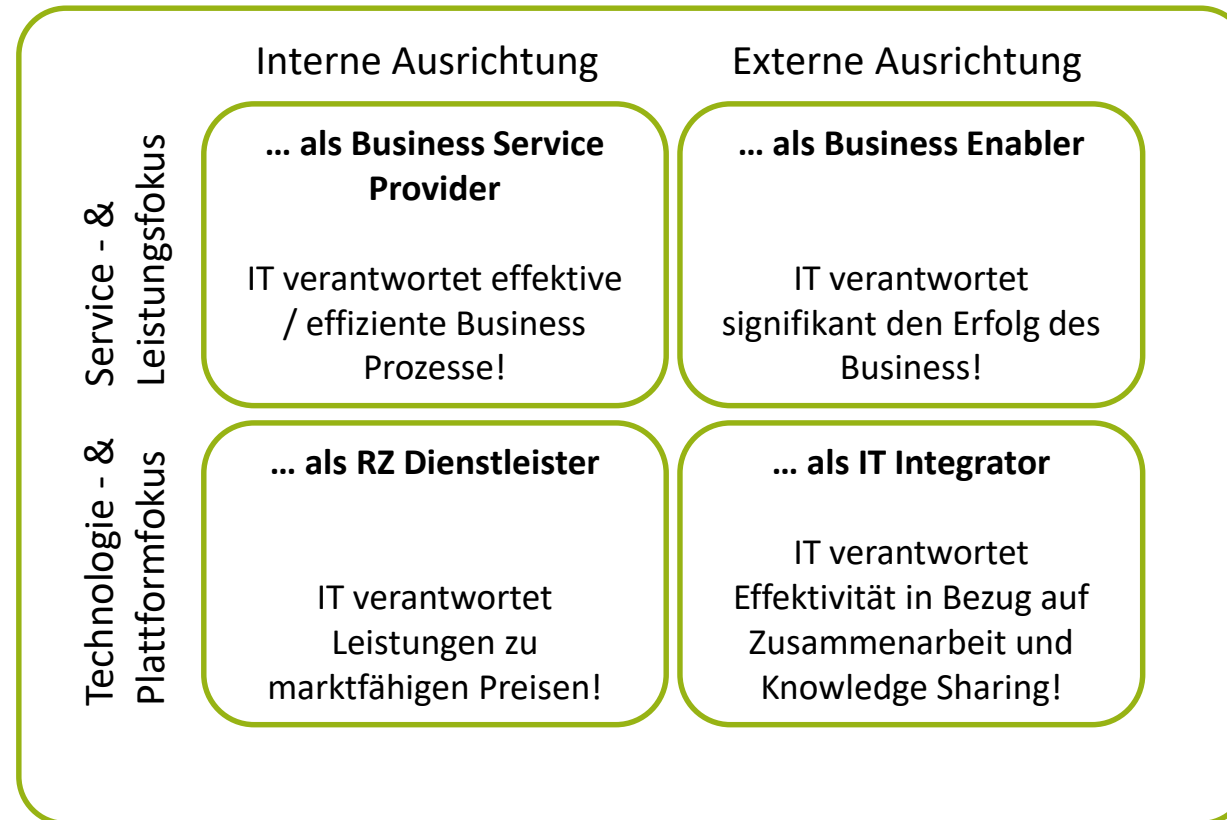 Interne Ausrichtung
Externe Ausrichtung
Service - &
Leistungsfokus
... als Business Service
Provider
IT verantwortet effektive
/ effiziente Business
Prozesse!
... als Business Enabler
IT verantwortet
signifikant den Erfolg des
Business!
Technologie - &
Plattformfokus
... als RZ Dienstleister
IT verantwortet
Leistungen zu
marktfähigen Preisen!
... als IT Integrator
IT verantwortet
Effektivität in Bezug auf
Zusammenarbeit und
Knowledge Sharing!